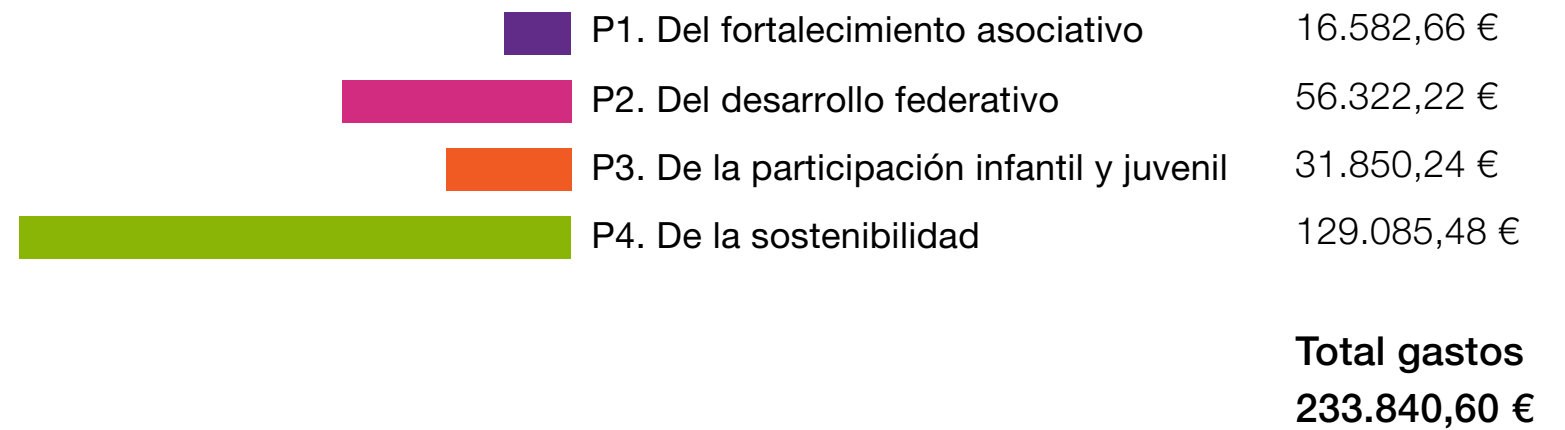 P1. Del fortalecimiento asociativo 16.582,66 €
P2. Del desarrollo federativo 56.322,22 €
P3. De la participación infantil y juvenil 31.850,24 €
P4. De la sostenibilidad 129.085,48 €
Total gastos
233.840,60 €